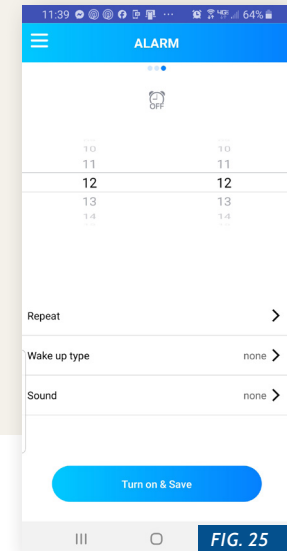 11:39
4GE 64%
ALARM
OFF
10 10
11 11
12 12
13 13
14 14
Repeat
Wake up type none
Sound none
Turn on & Save
FIG. 25